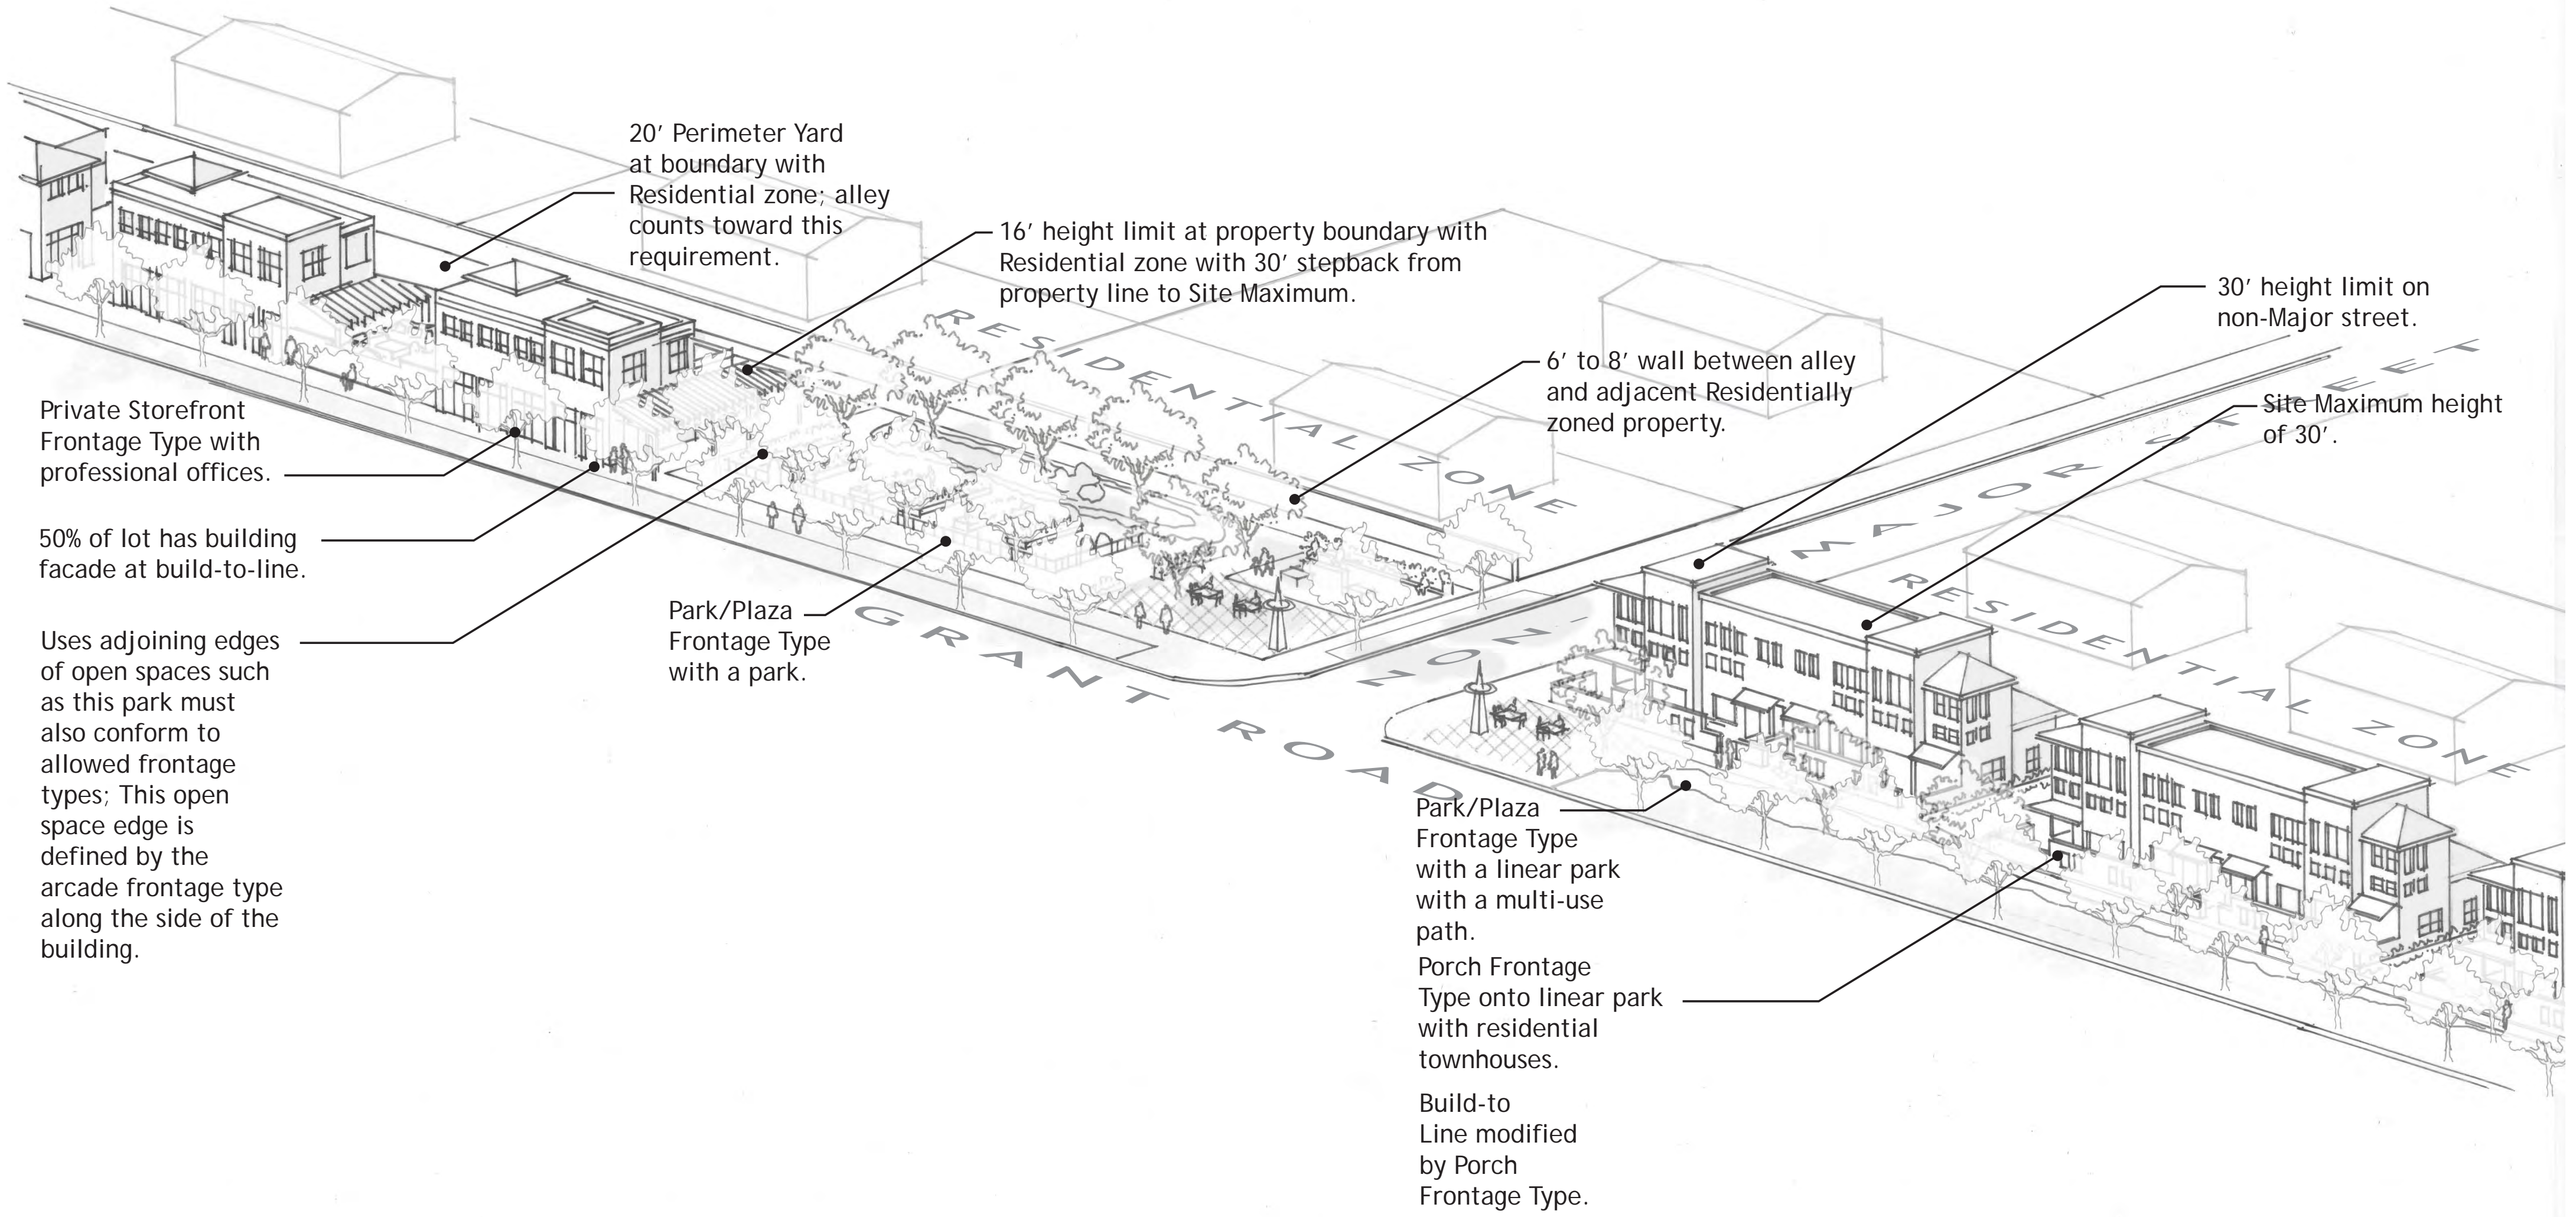 20’ Perimeter Yard
at boundary with
Residential zone; alley
counts toward this
requirement.
16’ height limit at property boundary with
Residential zone with 30’ stepback from
property line to Site Maximum.
30’ height limit on
non-Major street.
6’ to 8’ wall between alley
and adjacent Residentially
zoned property.
Site Maximum height
of 30’.
Private Storefront
Frontage Type with
professional offices.
50% of lot has building
facade at build-to-line.
Uses adjoining edges
of open spaces such
as this park must
also conform to
allowed frontage
types; This open
space edge is
defined by the
arcade frontage type
along the side of the
building.
Park/Plaza
Frontage Type
with a park.
RESIDENTIAL ZONE
NON-MAJOR STREET
RESIDENTIAL ZONE
GRANT ROAD
Park/Plaza
Frontage Type
with a linear park
with a multi-use
path.
Porch Frontage
Type onto linear park
with residential
townhouses.
Build-to
Line modified
by Porch
Frontage Type.